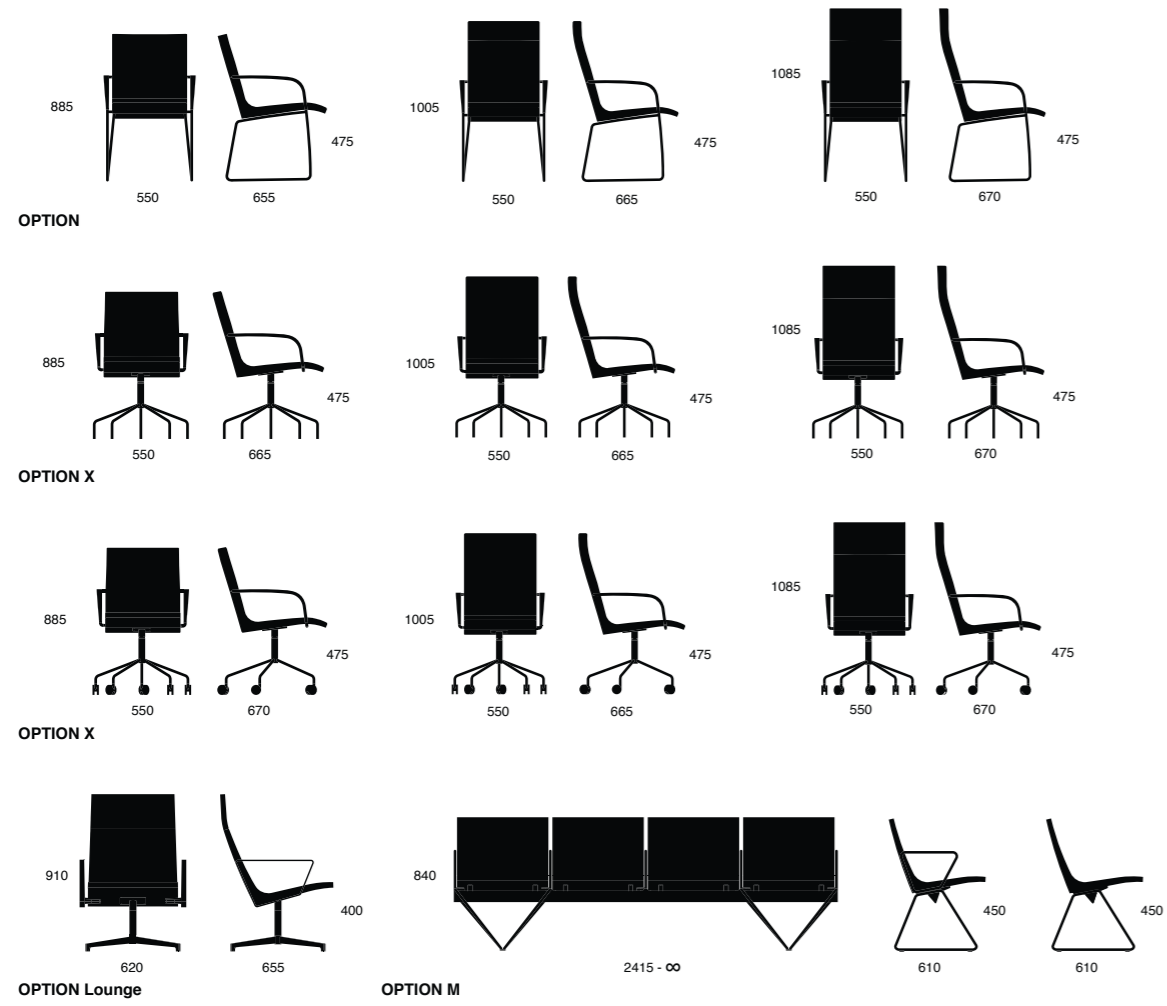 885 475 1005 475 1085 475
550 655 550 665 550 670
OPTION
885 475 1005 475 1085 475
550 665 550 665 550 670
OPTION X
885 475 1005 475 1085 475
550 670 550 665 550 670
OPTION X
910 400 840 450 450
620 655 2415 - ∞ 610 610
OPTION Lounge OPTION M